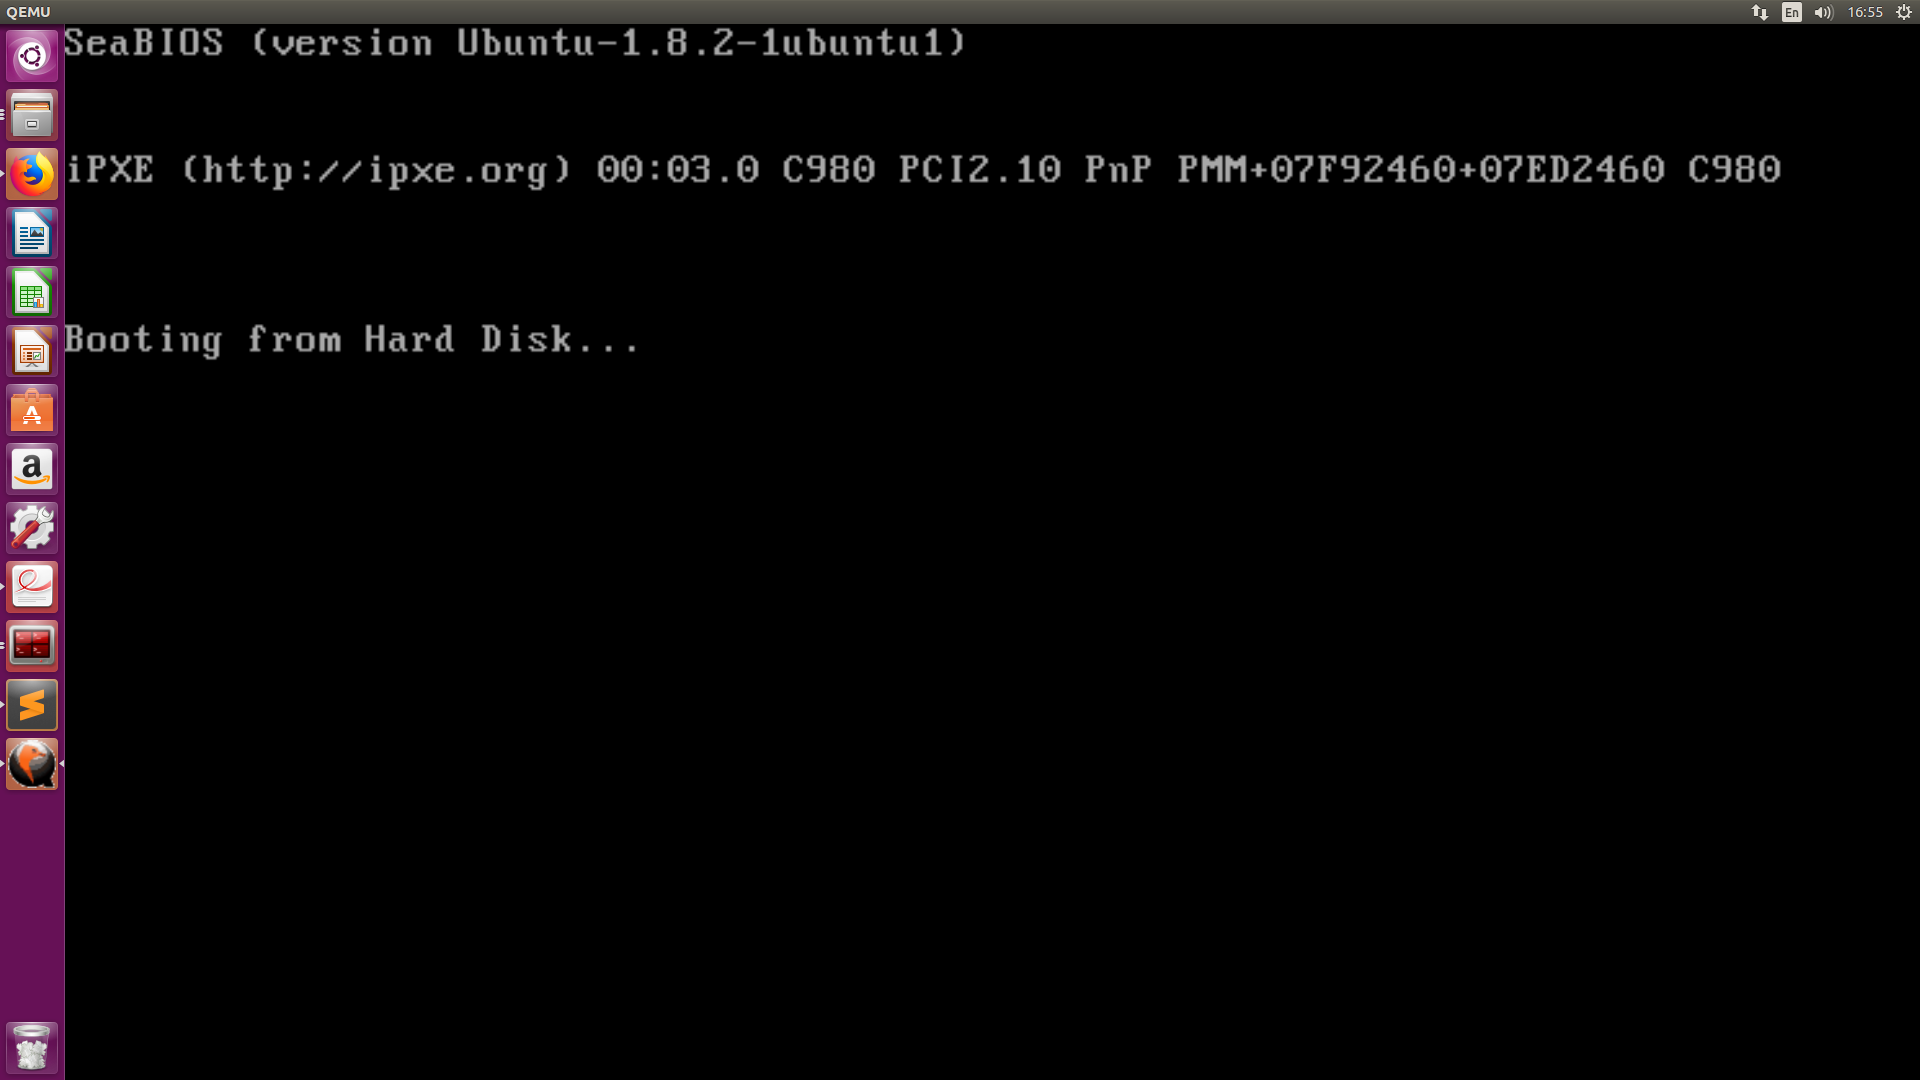 QEMU
En
16:55
SeaBIOS (version Ubuntu-1.8.2-1ubuntu1)
iPXE (http://ipxe.org) 00:03.0 C980 PCI2.10 PnP PMM+07F92460+07ED2460 C980
Booting from Hard Disk...